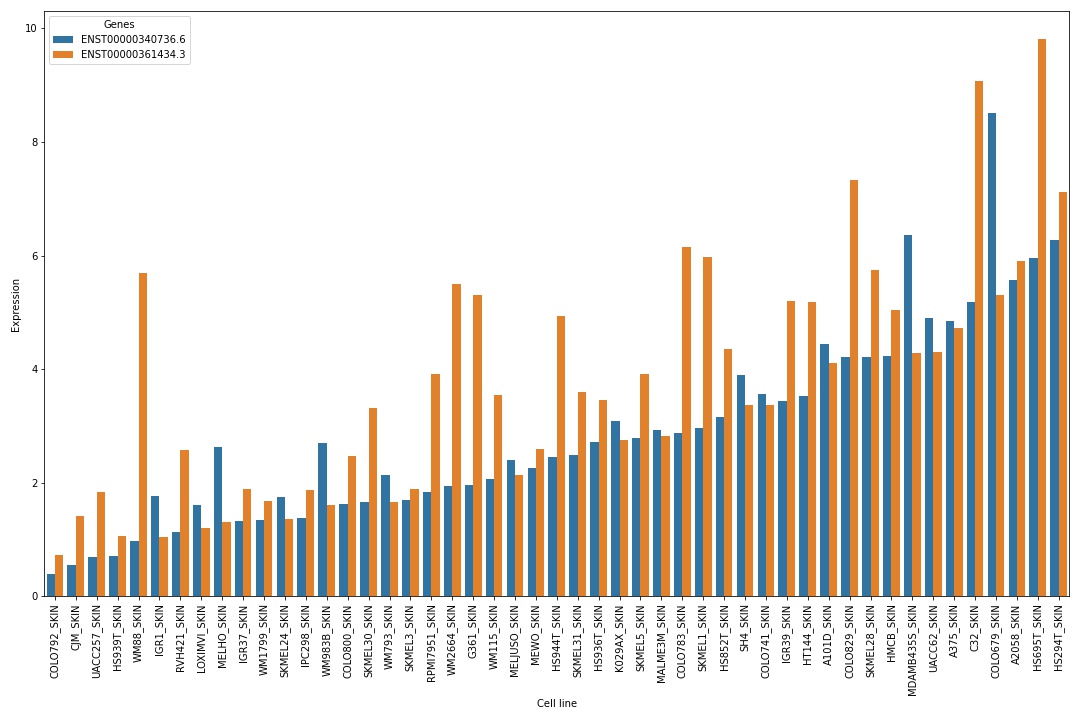 Genes
ENST00000340736.6
ENST00000361434.3
Expression
10
8
6
4
2
0
COLO792_SKIN
CJM_SKIN
UACC257_SKIN
HS939T_SKIN
WM88_SKIN
IGR1_SKIN
RVH421_SKIN
LOXIMVI_SKIN
MELHO_SKIN
IGR37_SKIN
WM1799_SKIN
SKMEL24_SKIN
IPC298_SKIN
WM983B_SKIN
COLO800_SKIN
SKMEL30_SKIN
WM793_SKIN
SKMEL3_SKIN
RPMI7951_SKIN
WM2664_SKIN
G361_SKIN
WM115_SKIN
MELJUSO_SKIN
MEWO_SKIN
HS944T_SKIN
SKMEL31_SKIN
HS936T_SKIN
K029AX_SKIN
SKMEL5_SKIN
MALME3M_SKIN
COLO783_SKIN
SKMEL1_SKIN
HS852T_SKIN
SH4_SKIN
COLO741_SKIN
IGR39_SKIN
HT144_SKIN
A101D_SKIN
COLO829_SKIN
SKMEL28_SKIN
HMCB_SKIN
MDAMB435S_SKIN
UACC62_SKIN
A375_SKIN
C32_SKIN
COLO679_SKIN
A2058_SKIN
HS695T_SKIN
HS294T_SKIN
Cell line